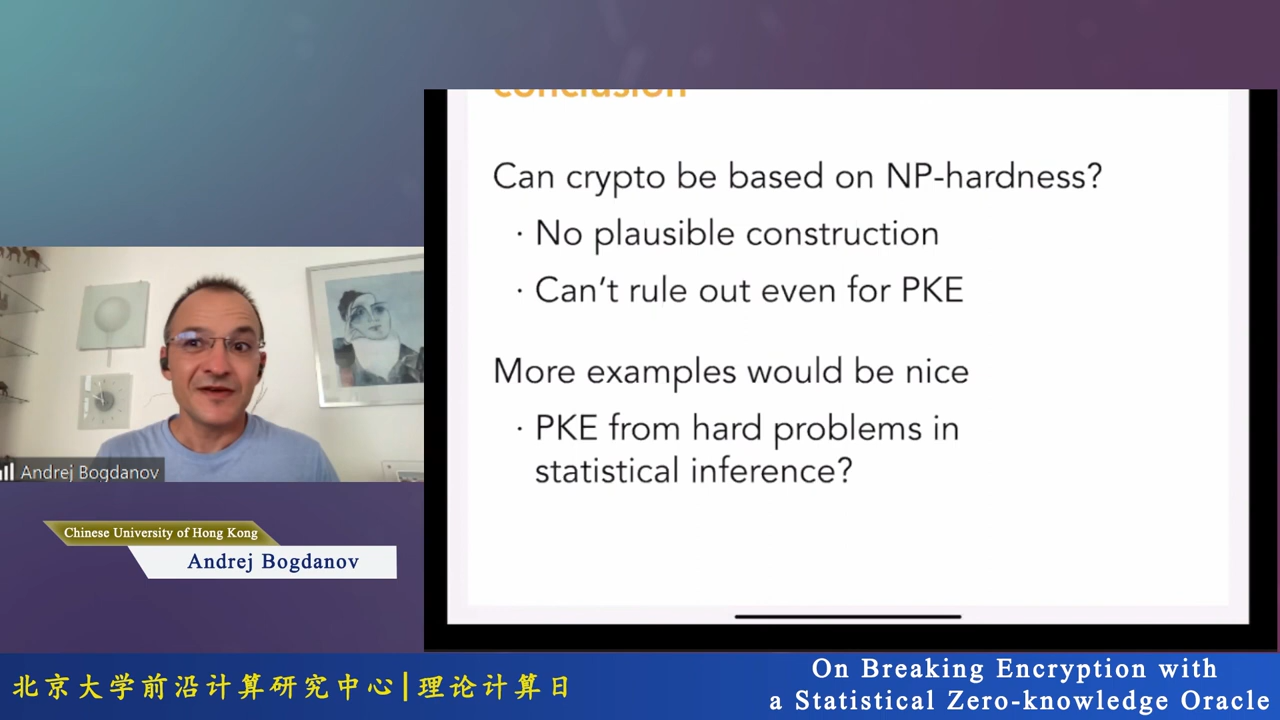 conclusion
Can crypto be based on NP-hardness?
· No plausible construction
· Can't rule out even for PKE
More examples would be nice
· PKE from hard problems in
statistical inference?
Andrej Bogdanov
Chinese University of Hong Kong
Andrej Bogdanov
北京大学前沿计算研究中心|理论计算日
On Breaking Encryption with
a Statistical Zero-knowledge Oracle